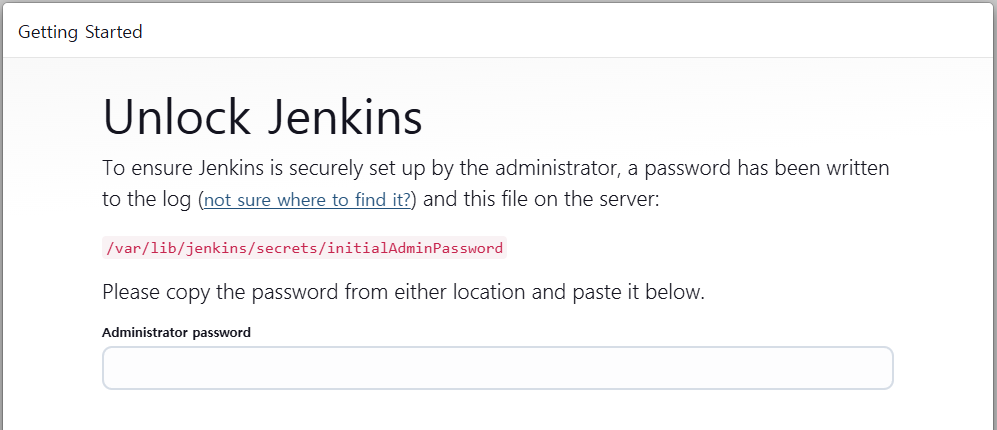 Getting Started
Unlock Jenkins
To ensure Jenkins is securely set up by the administrator, a password has been written
to the log (not sure where to find it?) and this file on the server:
/var/lib/jenkins/secrets/initialAdminPassword
Please copy the password from either location and paste it below.
Administrator password